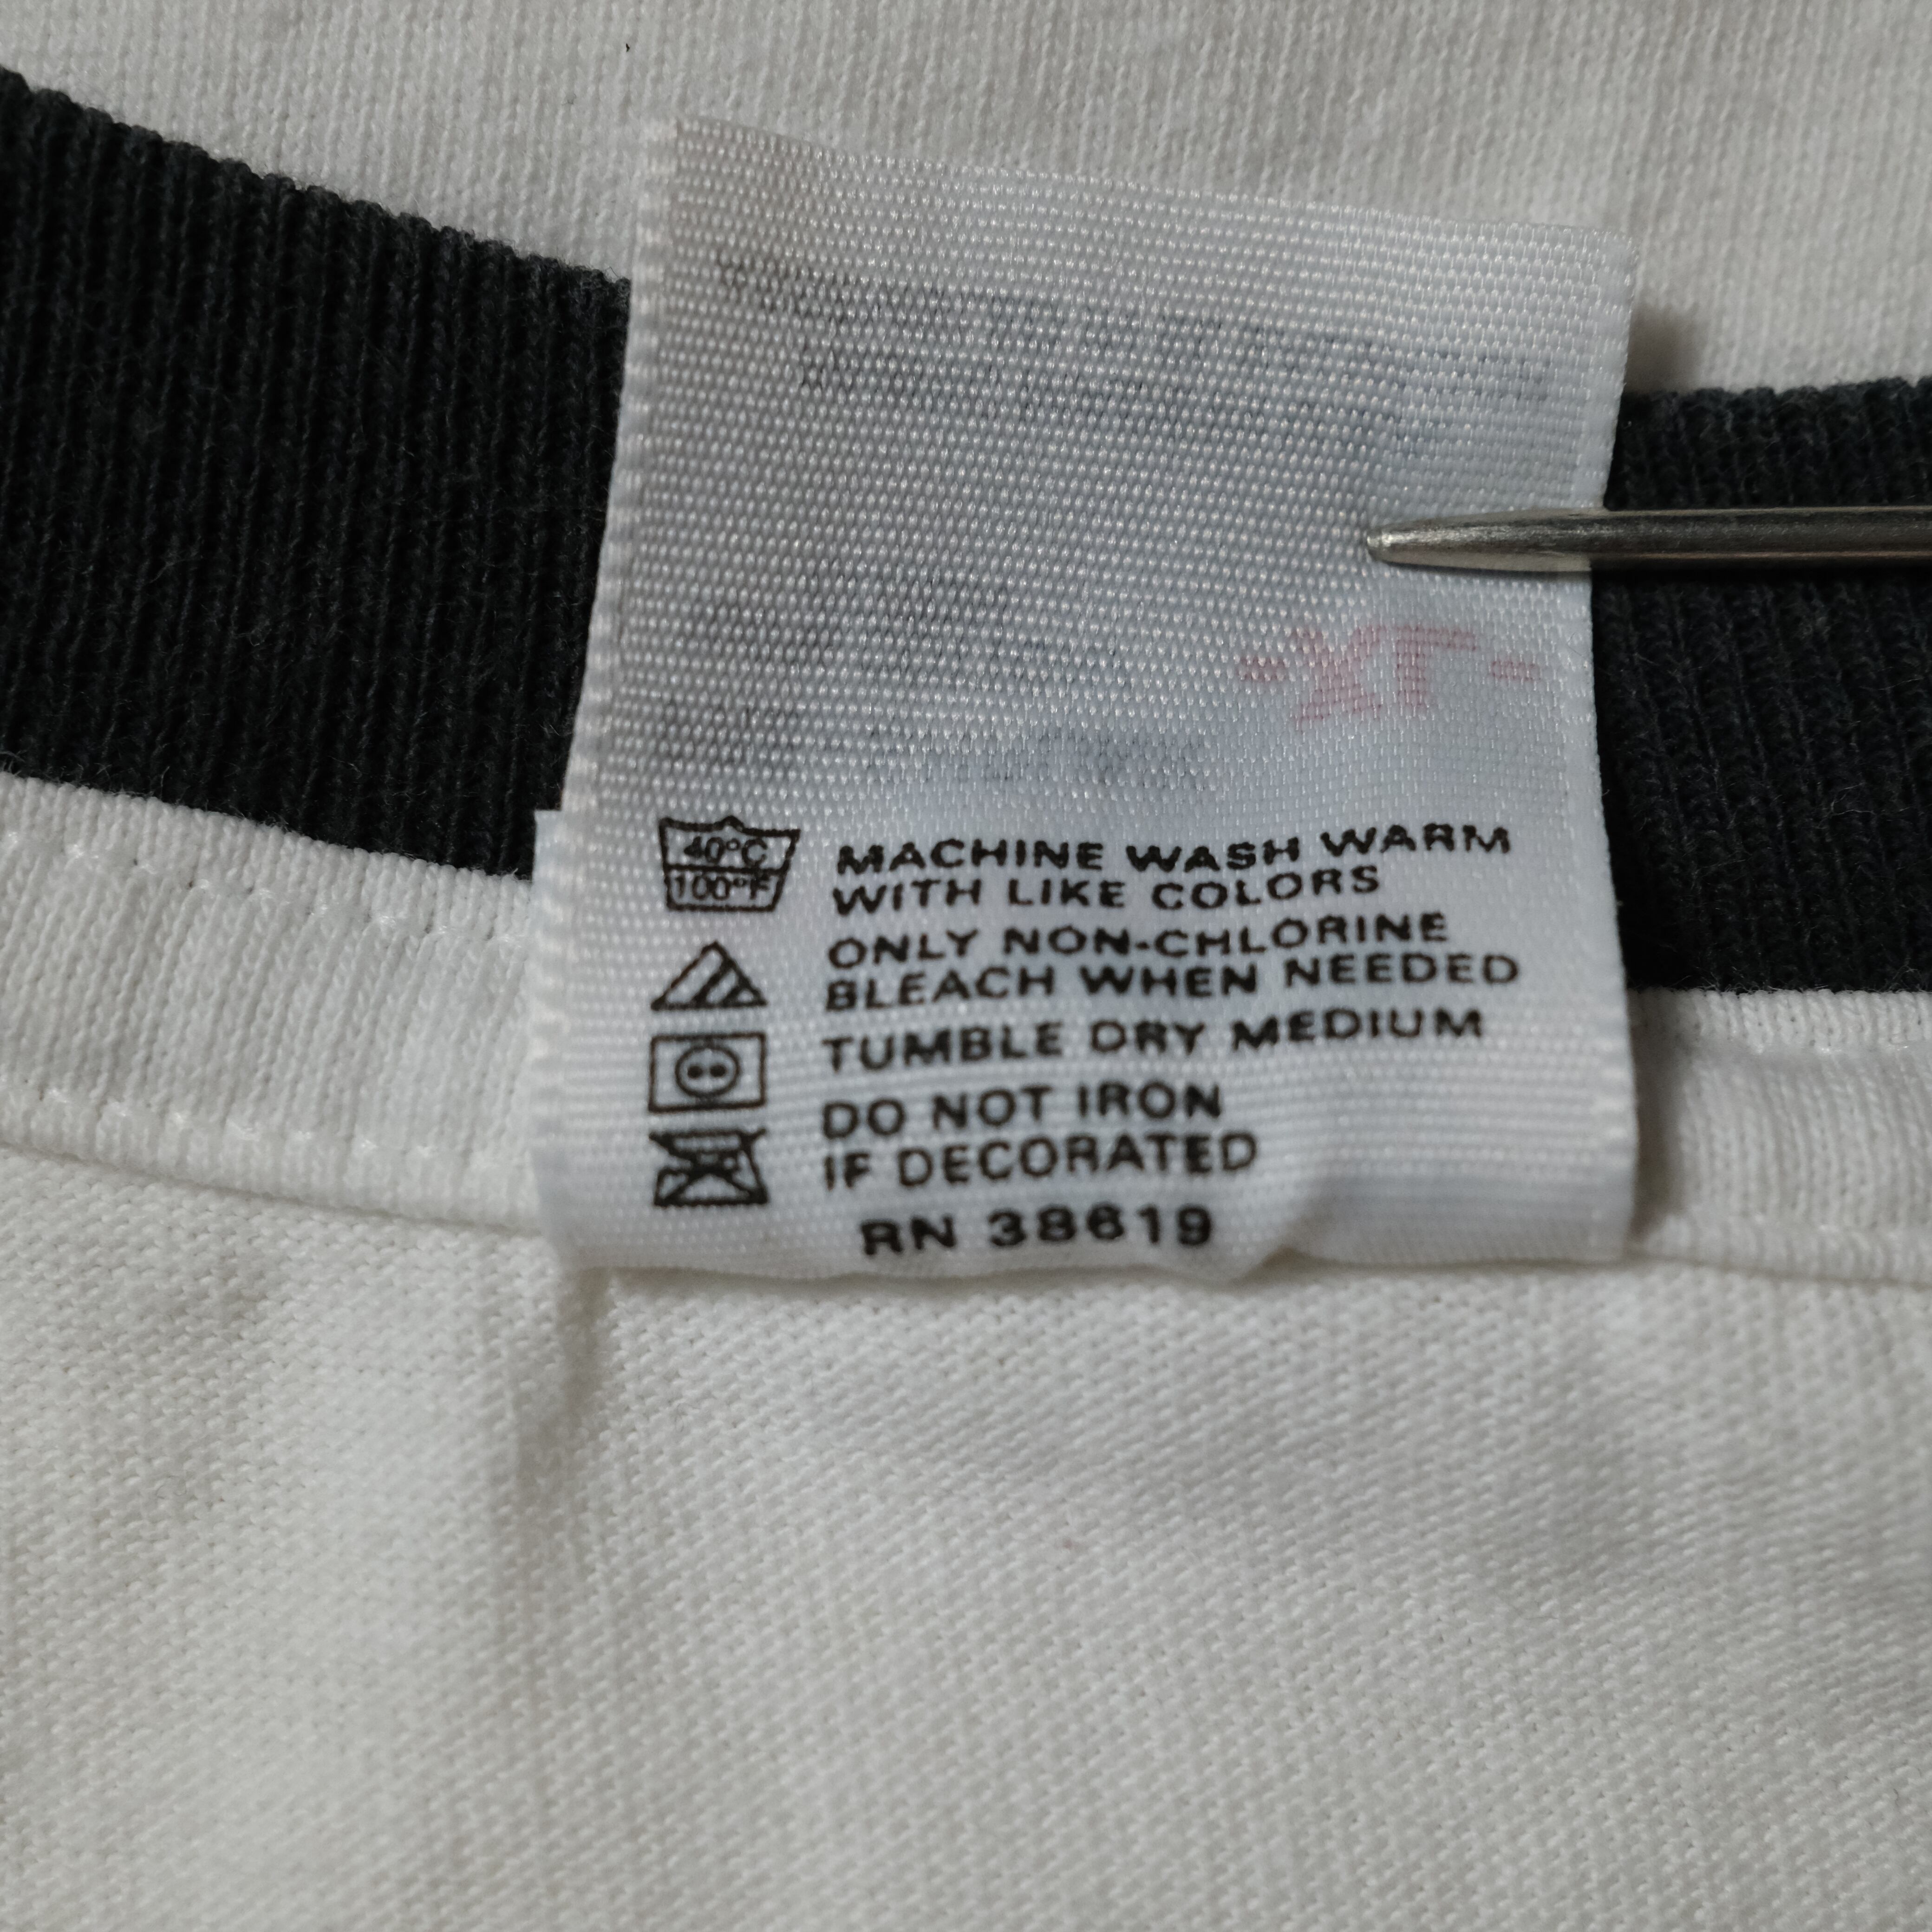 40°C
100°F
MACHINE WASH WARM
WITH LIKE COLORS
ONLY NON-CHLORINE
BLEACH WHEN NEEDED
TUMBLE DRY MEDIUM
DO NOT IRON
IF DECORATED
RN 38619